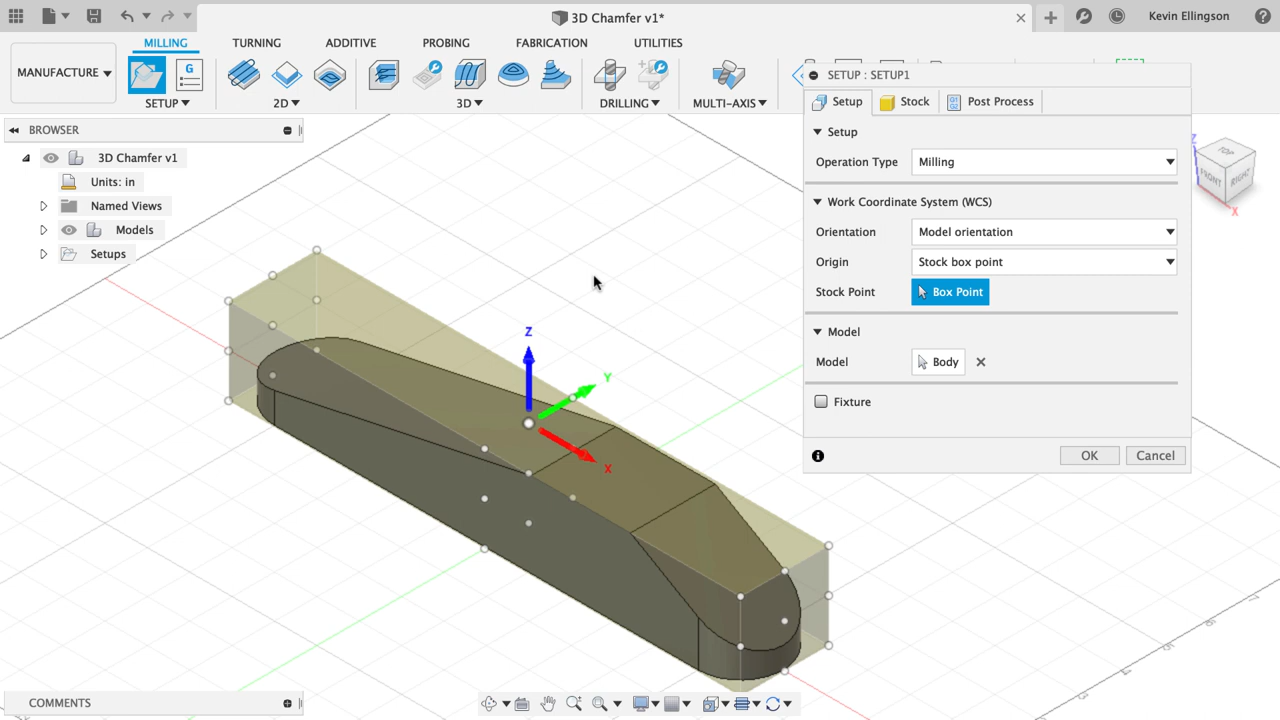 3D Chamfer v1*
Kevin Ellingson
MILLING TURNING ADDITIVE PROBING FABRICATION UTILITIES
MANUFACTURE
G
SETUP 2D 3D DRILLING MULTI-AXIS
BROWSER
3D Chamfer v1
Units: in
Named Views
Models
Setups
SETUP : SETUP1
Setup Stock Post Process
Setup
Operation Type Milling
Work Coordinate System (WCS)
Orientation Model orientation
Origin Stock box point
Stock Point Box Point
Model
Model Body
Fixture
OK Cancel
Z
TOP
FRONT RIGHT
X
Z
Y
X
COMMENTS